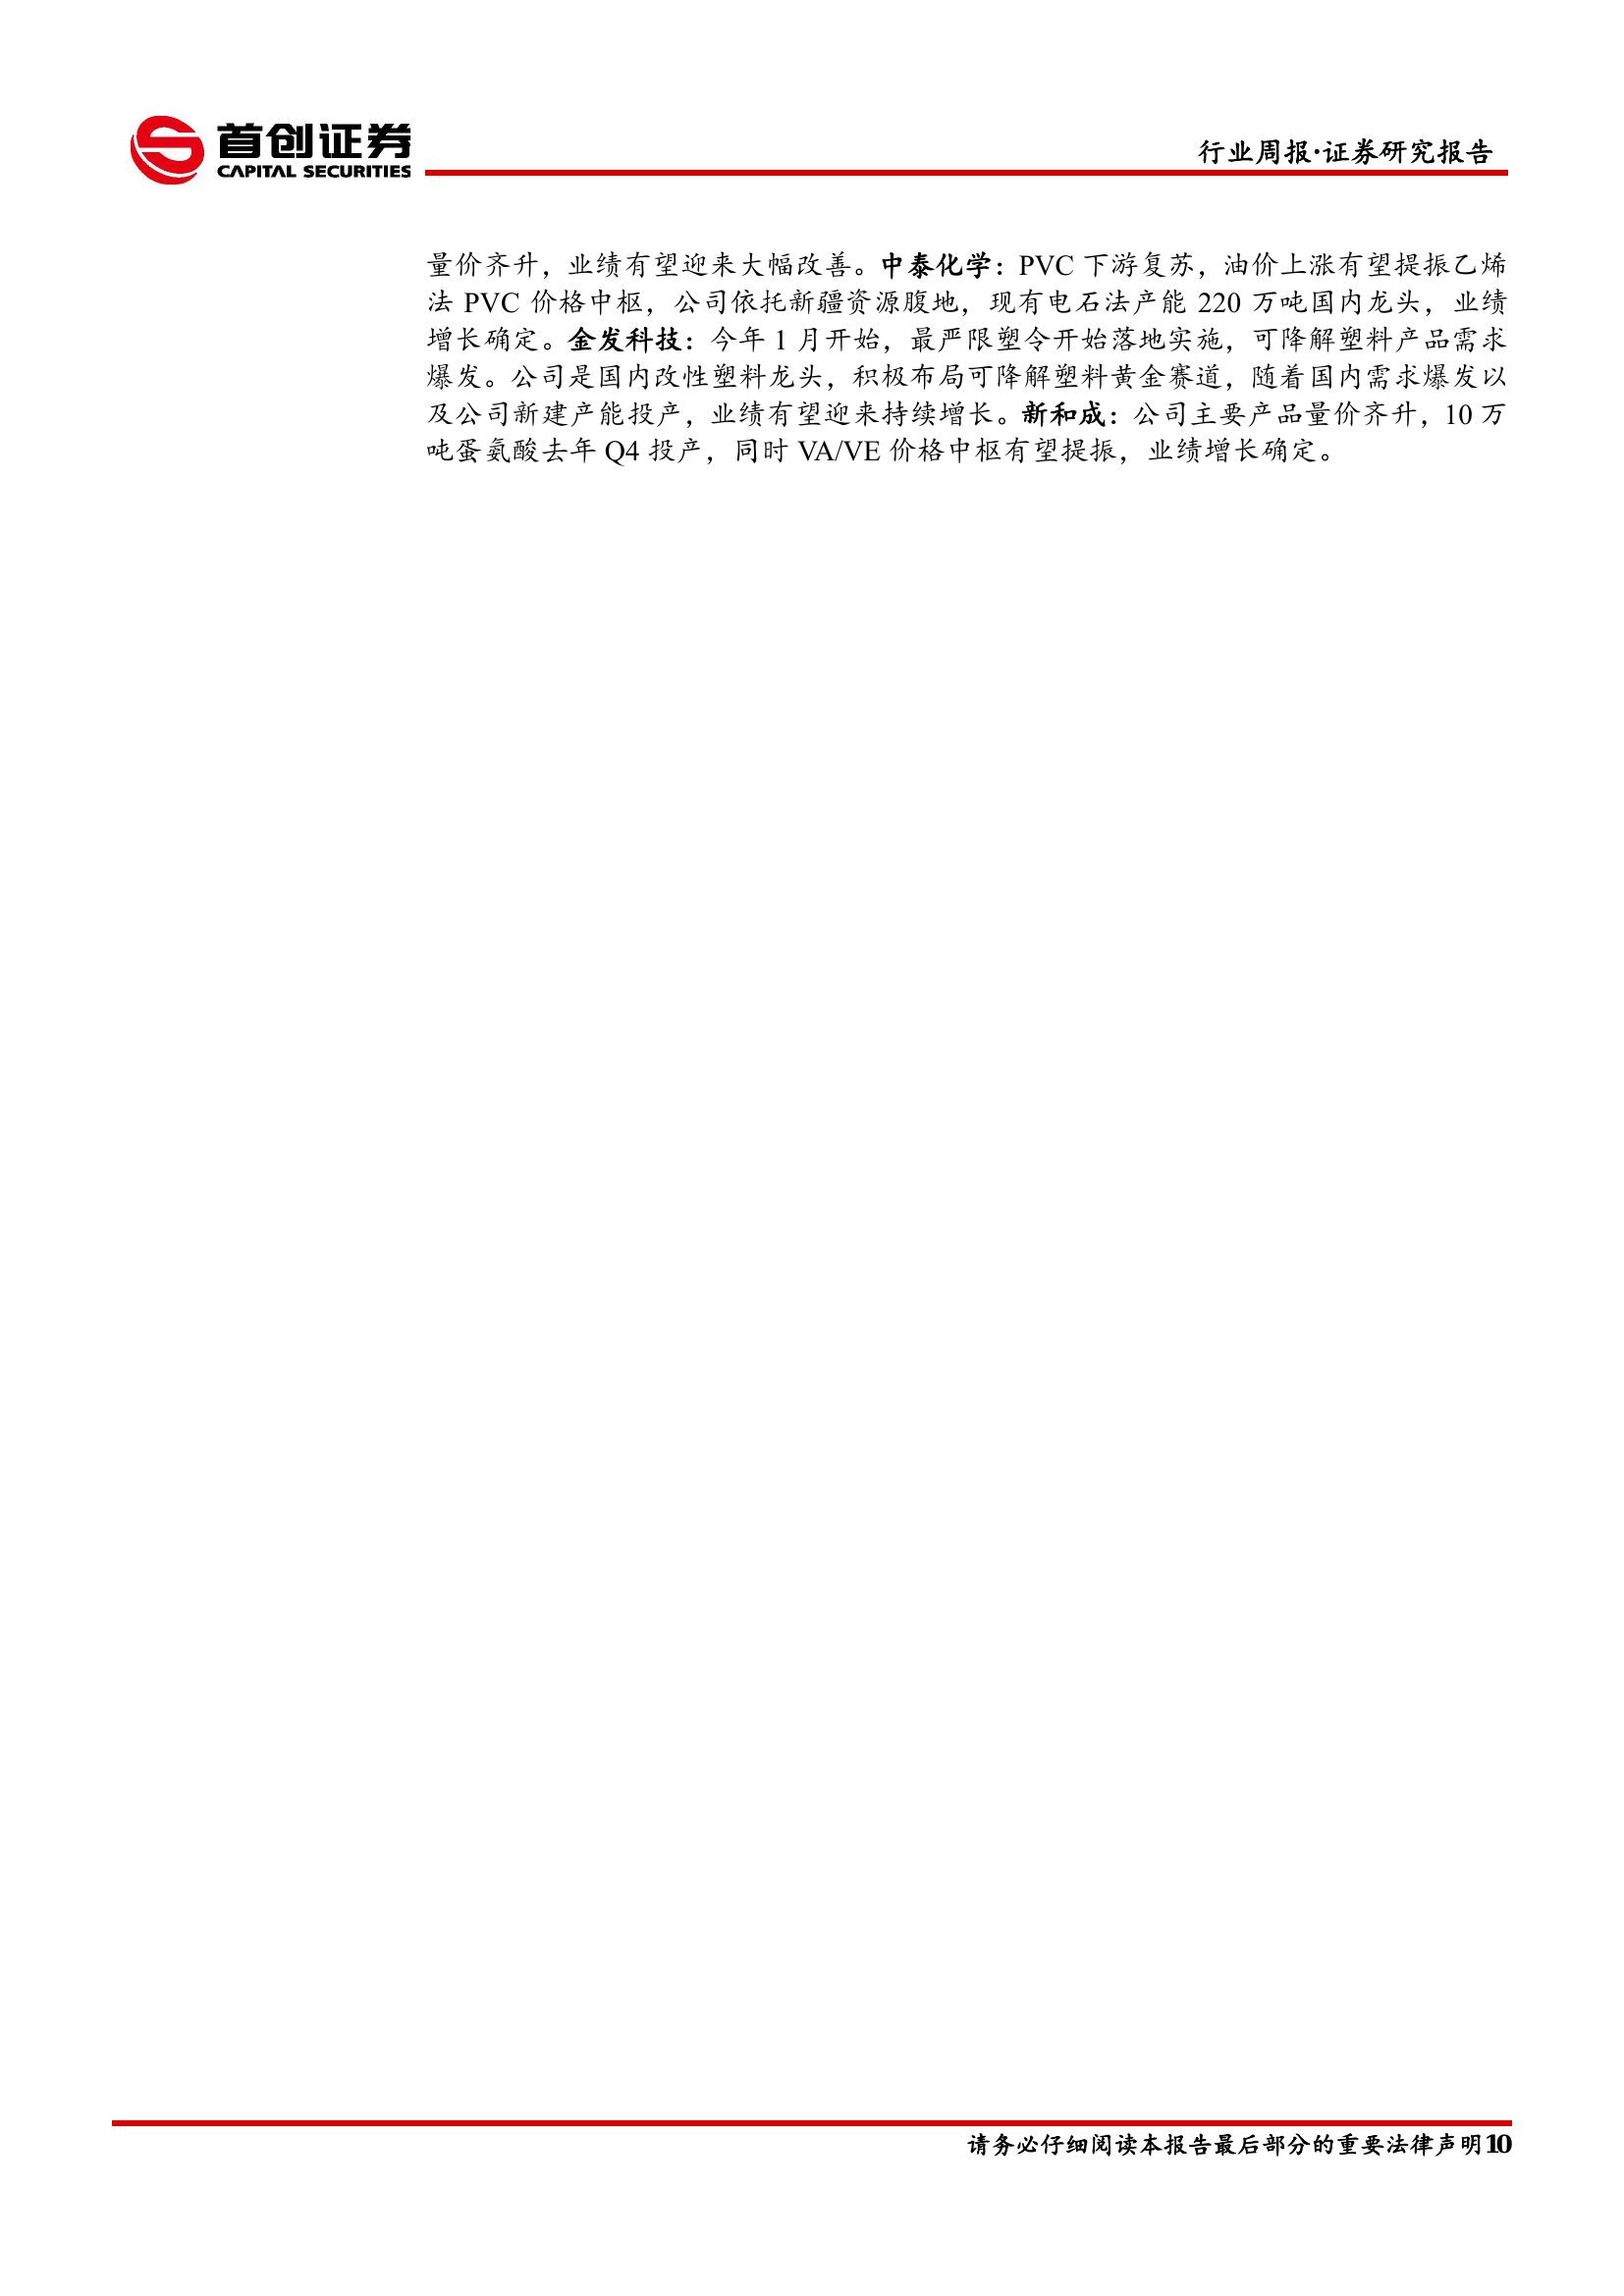 首创证券
CAPITAL SECURITIES
行业周报·证券研究报告
量价齐升，业绩有望迎来大幅改善。中泰化学：PVC 下游复苏，油价上涨有望提振乙烯
法 PVC 价格中枢，公司依托新疆资源腹地，现有电石法产能 220 万吨国内龙头，业绩
增长确定。金发科技：今年 1 月开始，最严限塑令开始落地实施，可降解塑料产品需求
爆发。公司是国内改性塑料龙头，积极布局可降解塑料黄金赛道，随着国内需求爆发以
及公司新建产能投产，业绩有望迎来持续增长。新和成：公司主要产品量价齐升，10 万
吨蛋氨酸去年 Q4 投产，同时 VA/VE 价格中枢有望提振，业绩增长确定。
请务必仔细阅读本报告最后部分的重要法律声明 10